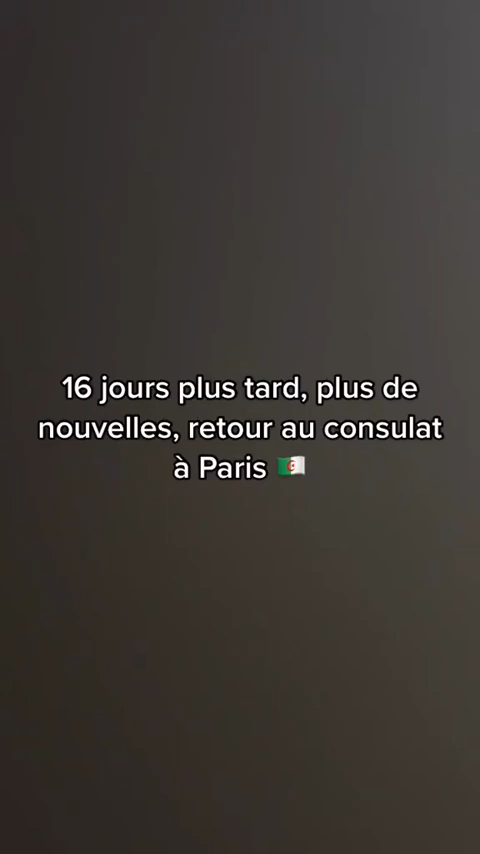 16 jours plus tard, plus de
nouvelles, retour au consulat
à Paris 🇩🇿